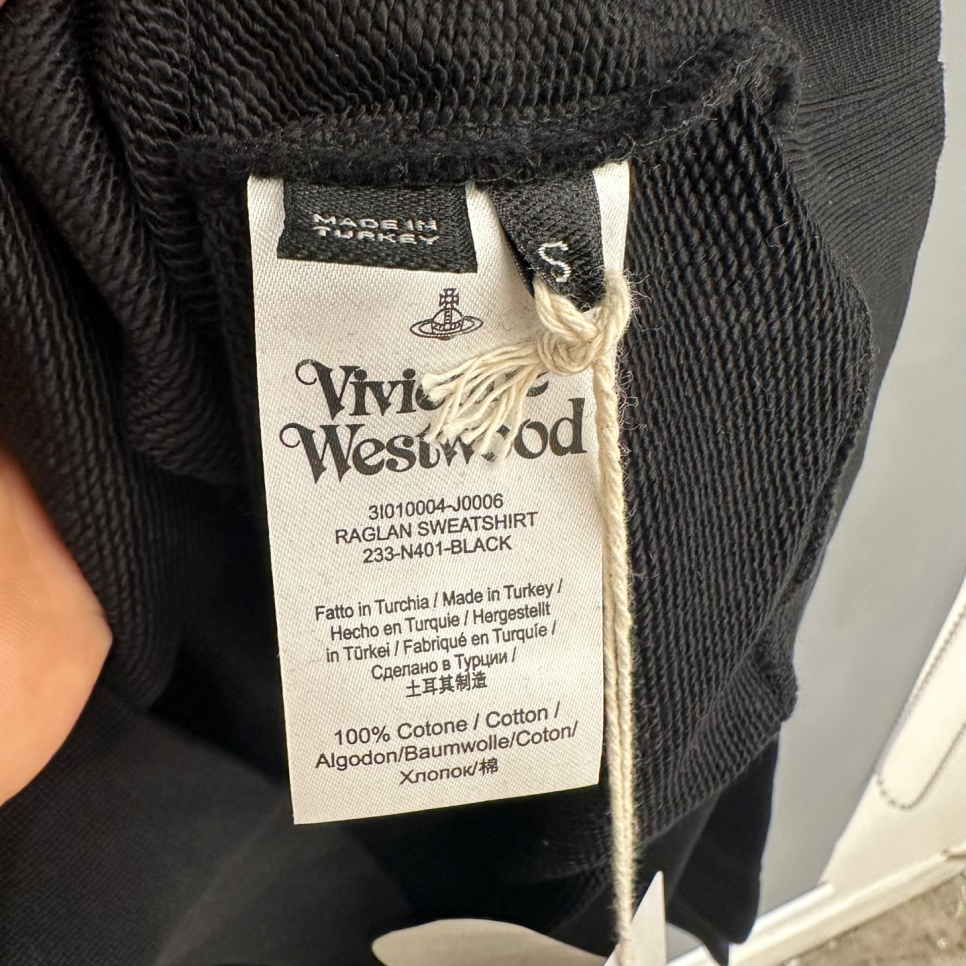 MADE IN
TURKEY
S
Vivienne
Westwood
3I010004-J0006
RAGLAN SWEATSHIRT
233-N401-BLACK
Fatto in Turchia / Made in Turkey /
Hecho en Turquie / Hergestellt
in Türkei / Fabriqué en Turquíe /
Сделано в Турции /
土耳其制造
100% Cotone / Cotton /
Algodon/Baumwolle/Coton/
Хлопок/棉